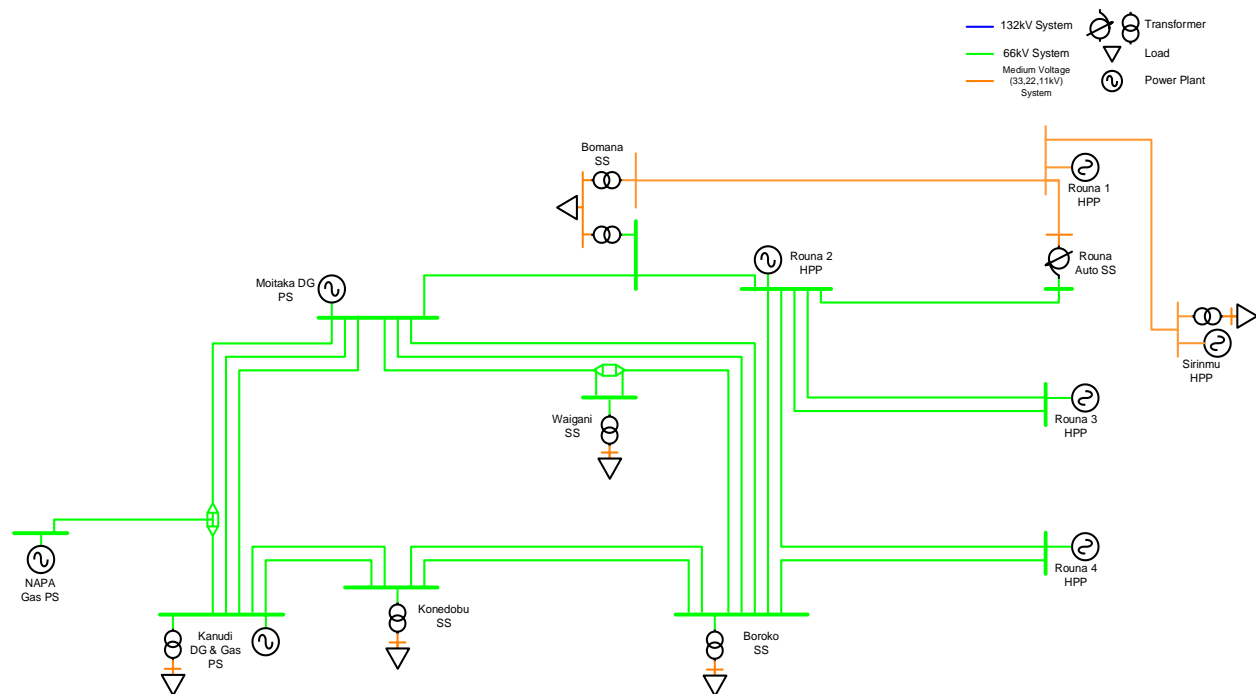 132kV System
Transformer
66kV System
Load
Medium Voltage
(33,22,11kV)
System
Power Plant
Bomana
SS
Rouna 1
HPP
Rouna 2
HPP
Rouna
Auto SS
Moitaka DG
PS
Sirinmu
HPP
Waigani
SS
Rouna 3
HPP
NAPA
Gas PS
Rouna 4
HPP
Kanudi
DG & Gas
PS
Konedobu
SS
Boroko
SS